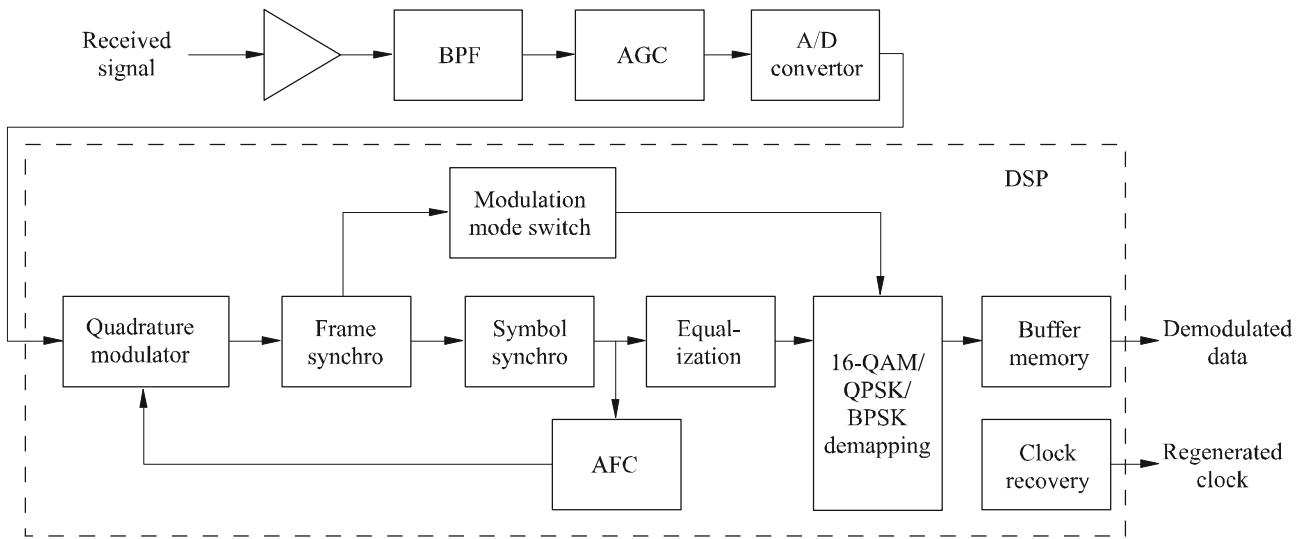 Received
signal
BPF
AGC
A/D
convertor
DSP
Modulation
mode switch
Quadrature
modulator
Frame
synchro
Symbol
synchro
Equal-
ization
16-QAM/
QPSK/
BPSK
demapping
Buffer
memory
Demodulated
data
AFC
Clock
recovery
Regenerated
clock